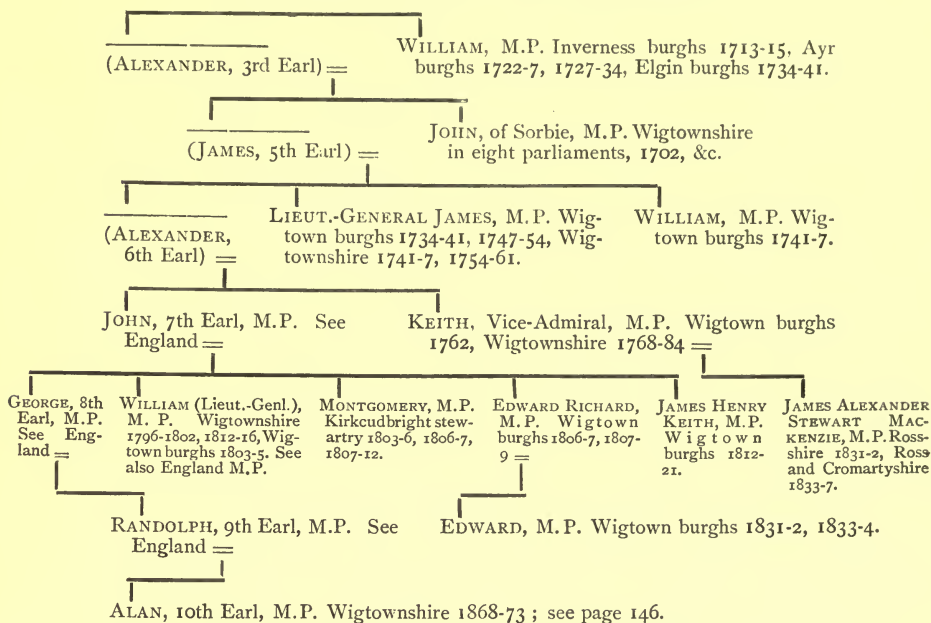 (ALEXANDER, 3rd Earl) =
WILLIAM, M.P. Inverness burghs 1713-15, Ayr
burghs 1722-7, 1727-34, Elgin burghs 1734-41.
(JAMES, 5th Earl) =
JOHN, of Sorbie, M.P. Wigtownshire
in eight parliaments, 1702, &c.
(ALEXANDER,
6th Earl) =
LIEUT.-GENERAL JAMES, M.P. Wig-
town burghs 1734-41, 1747-54, Wig-
townshire 1741-7, 1754-61.
WILLIAM, M.P. Wig-
town burghs 1741-7.
JOHN, 7th Earl, M.P. See
England =
KEITH, Vice-Admiral, M.P. Wigtown burghs
1762, Wigtownshire 1768-84 =
GEORGE, 8th
Earl, M.P.
See Eng-
land =
WILLIAM (Lieut.-Genl.),
M.P. Wigtownshire
1796-1802, 1812-16, Wig-
town burghs 1803-5. See
also England M.P.
MONTGOMERY, M.P.
Kirkcudbright stew-
artry 1803-6, 1806-7,
1807-12.
EDWARD RICHARD,
M.P. Wigtown
burghs 1806-7, 1807-
9 =
JAMES HENRY
KEITH, M.P.
Wigtown
burghs 1812-
21.
JAMES ALEXANDER
STEWART MAC-
KENZIE, M.P. Ross-
shire 1831-2, Ross
and Cromartyshire
1833-7.
RANDOLPH, 9th Earl, M.P. See
England =
EDWARD, M.P. Wigtown burghs 1831-2, 1833-4.
ALAN, 10th Earl, M.P. Wigtownshire 1868-73 ; see page 146.